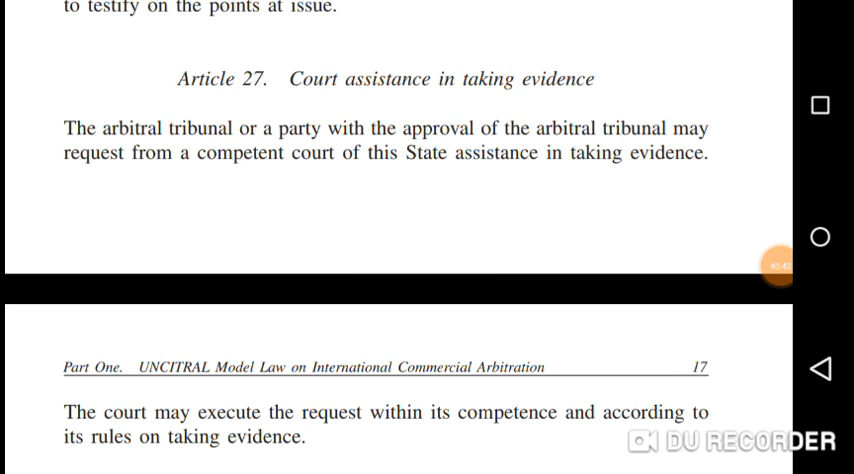 to testify on the points at issue.
Article 27. Court assistance in taking evidence
The arbitral tribunal or a party with the approval of the arbitral tribunal may
request from a competent court of this State assistance in taking evidence.
40:42
Part One. UNCITRAL Model Law on International Commercial Arbitration 17
The court may execute the request within its competence and according to
its rules on taking evidence.
DU RECORDER